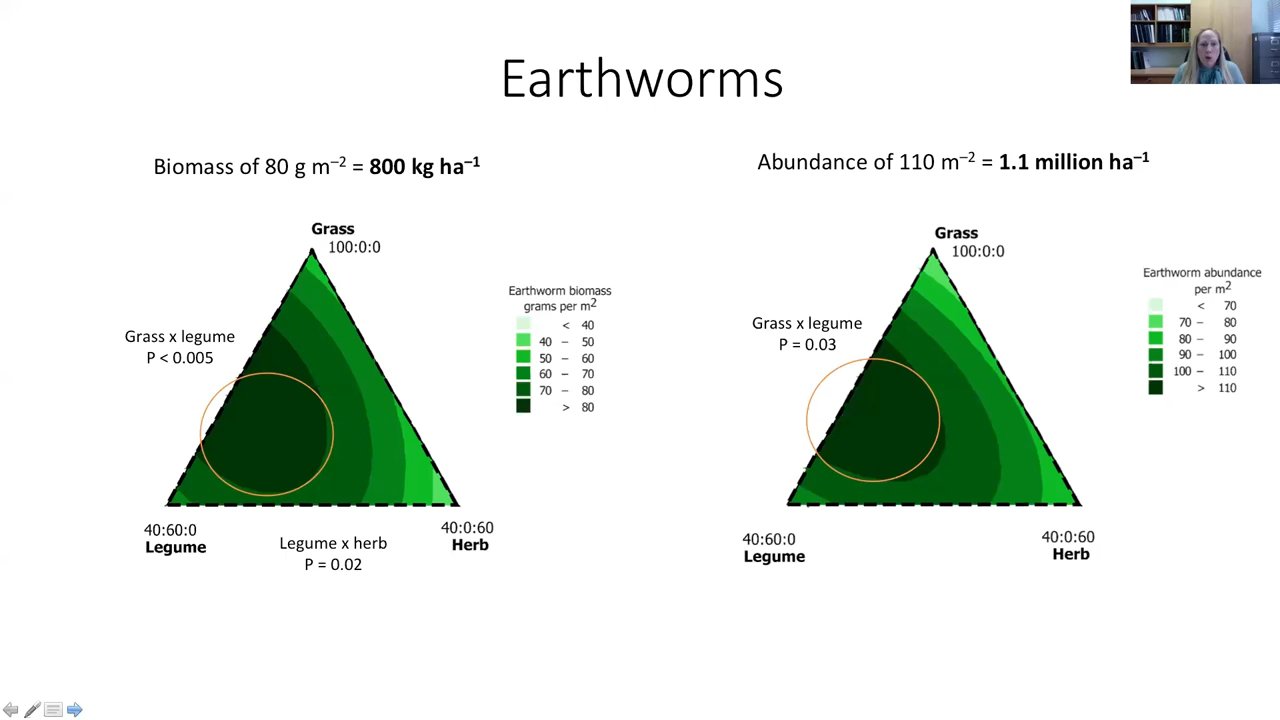 Earthworms
Biomass of 80 g m⁻² = 800 kg ha⁻¹
Grass
100:0:0
Grass x legume
P < 0.005
Earthworm biomass
grams per m²
< 40
40 – 50
50 – 60
60 – 70
70 – 80
> 80
40:60:0
Legume
Legume x herb
P = 0.02
40:0:60
Herb
Abundance of 110 m⁻² = 1.1 million ha⁻¹
Grass
100:0:0
Grass x legume
P = 0.03
Earthworm abundance
per m²
< 70
70 – 80
80 – 90
90 – 100
100 – 110
> 110
40:60:0
Legume
40:0:60
Herb